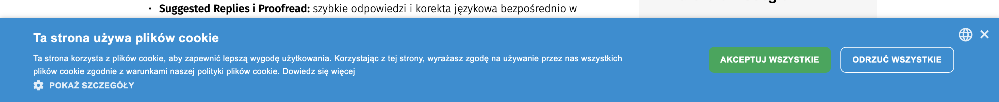 • Suggested Replies i Proofread: szybkie odpowiedzi i korekta językowa bezpośrednio w
Ta strona używa plików cookie
Ta strona korzysta z plików cookie, aby zapewnić lepszą wygodę użytkowania. Korzystając z tej strony, wyrażasz zgodę na używanie przez nas wszystkich
plików cookie zgodnie z warunkami naszej polityki plików cookie. Dowiedz się więcej
POKAŻ SZCZEGÓŁY
AKCEPTUJ WSZYSTKIE
ODRZUĆ WSZYSTKIE